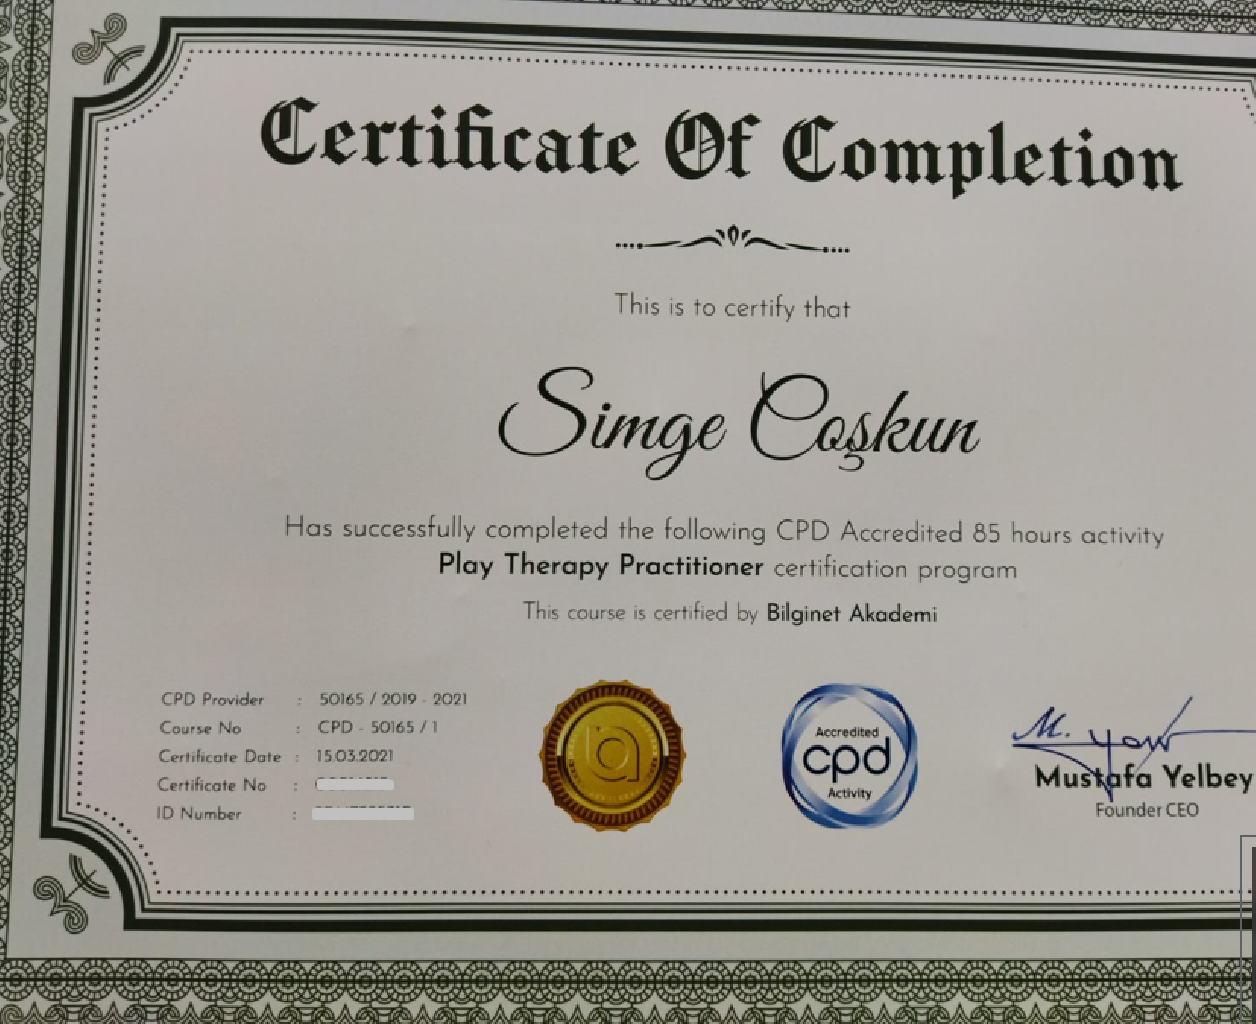 Certificate Of Completion
This is to certify that
Simge Coşkun
Has successfully completed the following CPD Accredited 85 hours activity
Play Therapy Practitioner certification program
This course is certified by Bilginet Akademi
CPD Provider : 50165 / 2019 - 2021
Course No : CPD - 50165 / 1
Certificate Date : 15.03.2021
Certificate No :
ID Number :
ba
Accredited
cpd
Activity
Mustafa Yelbey
Founder CEO